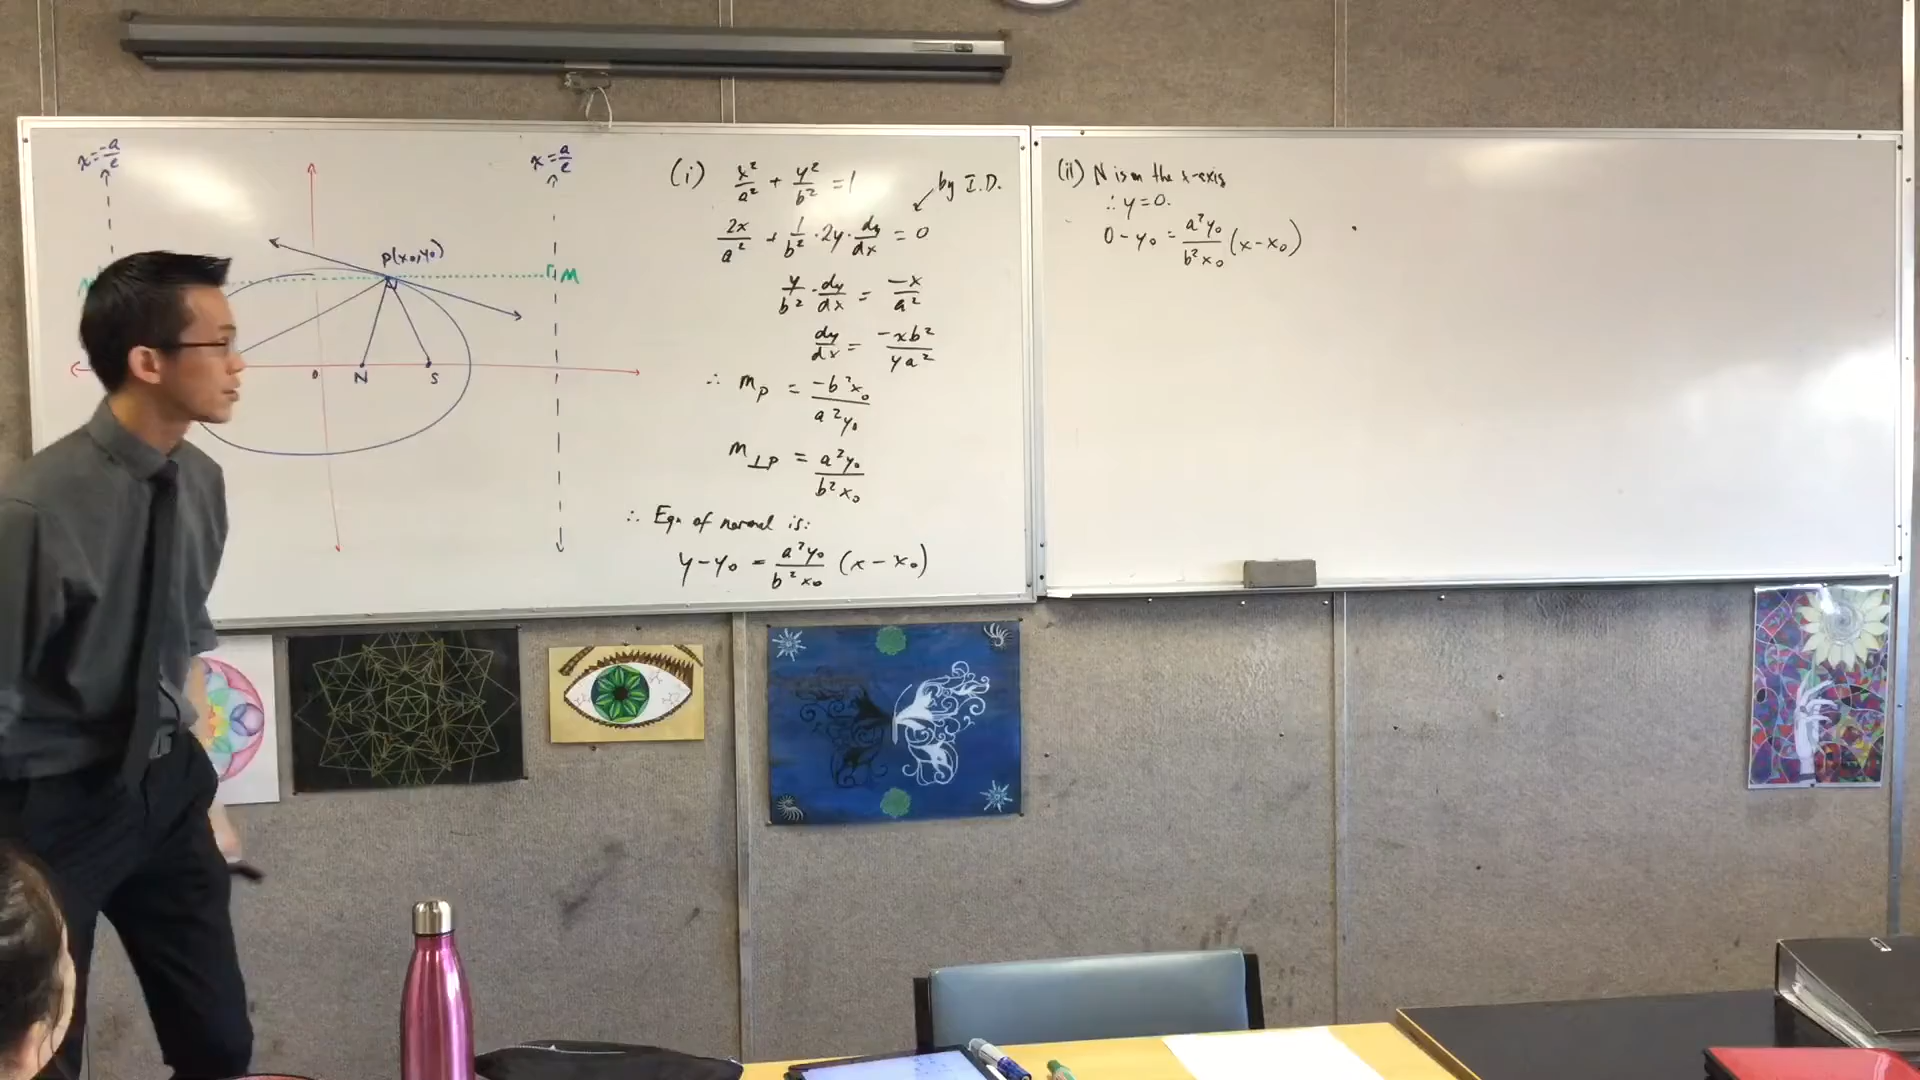 x = -a/e
x = a/e
P(x₀,y₀)
M
O
N
S
(i) x²/a² + y²/b² = 1
by I.D.
2x/a² + 1/b² · 2y · dy/dx = 0
y/b² · dy/dx = -x/a²
dy/dx = -xb²/ya²
∴ m_P = -b²x₀/a²y₀
m_⊥P = a²y₀/b²x₀
∴ Eqn of normal is:
y - y₀ = a²y₀/b²x₀ (x - x₀)
(ii) N is on the x-axis
∴ y = 0.
0 - y₀ = a²y₀/b²x₀ (x - x₀)